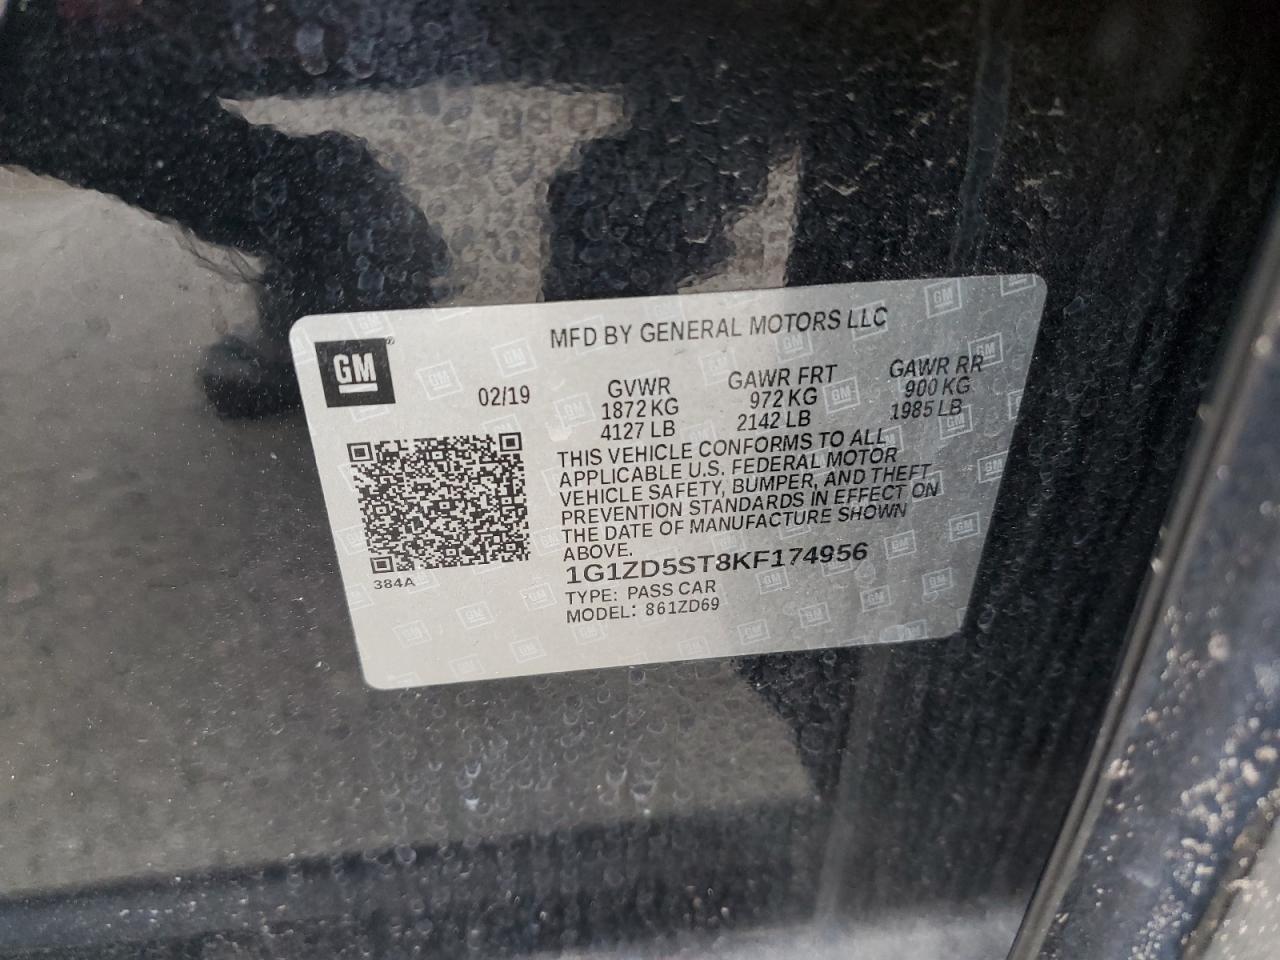 MFD BY GENERAL MOTORS LLC
GM
02/19
GVWR
1872 KG
4127 LB
GAWR FRT
972 KG
2142 LB
GAWR RR
900 KG
1985 LB
THIS VEHICLE CONFORMS TO ALL
APPLICABLE U.S. FEDERAL MOTOR
VEHICLE SAFETY, BUMPER, AND THEFT
PREVENTION STANDARDS IN EFFECT ON
THE DATE OF MANUFACTURE SHOWN
ABOVE.
1G1ZD5ST8KF174956
TYPE: PASS CAR
MODEL: 861ZD69
384A